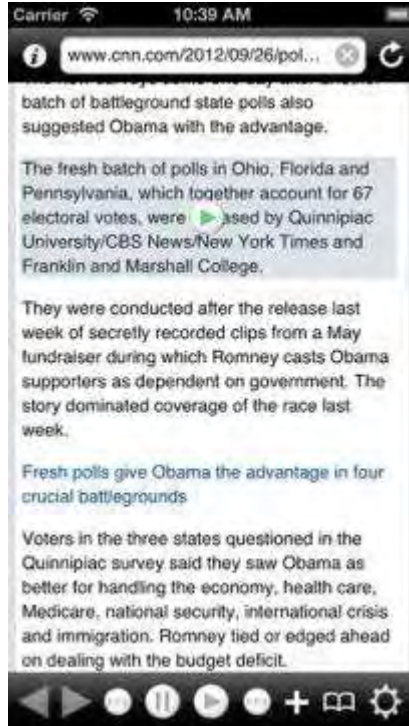 Carrier 10:39 AM
www.cnn.com/2012/09/26/pol...
batch of battleground state polls also
suggested Obama with the advantage.
The fresh batch of polls in Ohio, Florida and
Pennsylvania, which together account for 67
electoral votes, were ased by Quinnipiac
University/CBS News/New York Times and
Franklin and Marshall College.
They were conducted after the release last
week of secretly recorded clips from a May
fundraiser during which Romney casts Obama
supporters as dependent on government. The
story dominated coverage of the race last
week.
Fresh polls give Obama the advantage in four
crucial battlegrounds
Voters in the three states questioned in the
Quinnipiac survey said they saw Obama as
better for handling the economy, health care,
Medicare, national security, international crisis
and immigration. Romney tied or edged ahead
on dealing with the budget deficit.